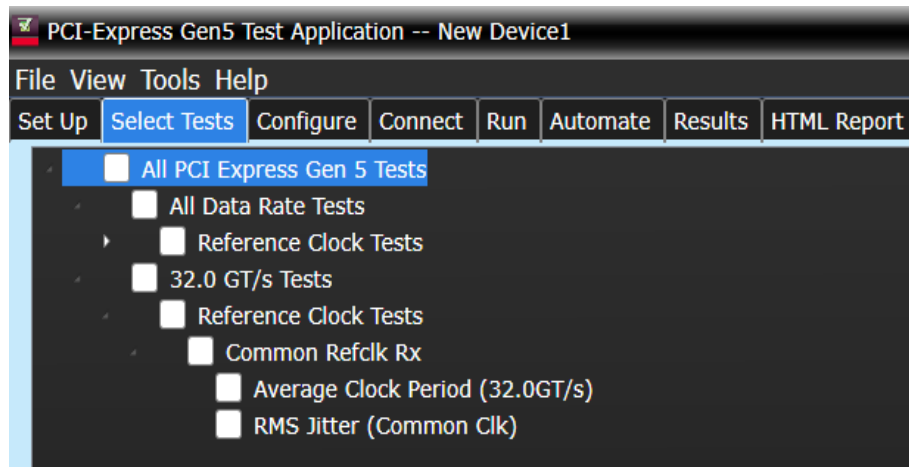 PCI-Express Gen5 Test Application -- New Device1
File View Tools Help
Set Up Select Tests Configure Connect Run Automate Results HTML Report
All PCI Express Gen 5 Tests
All Data Rate Tests
Reference Clock Tests
32.0 GT/s Tests
Reference Clock Tests
Common Refclk Rx
Average Clock Period (32.0GT/s)
RMS Jitter (Common Clk)